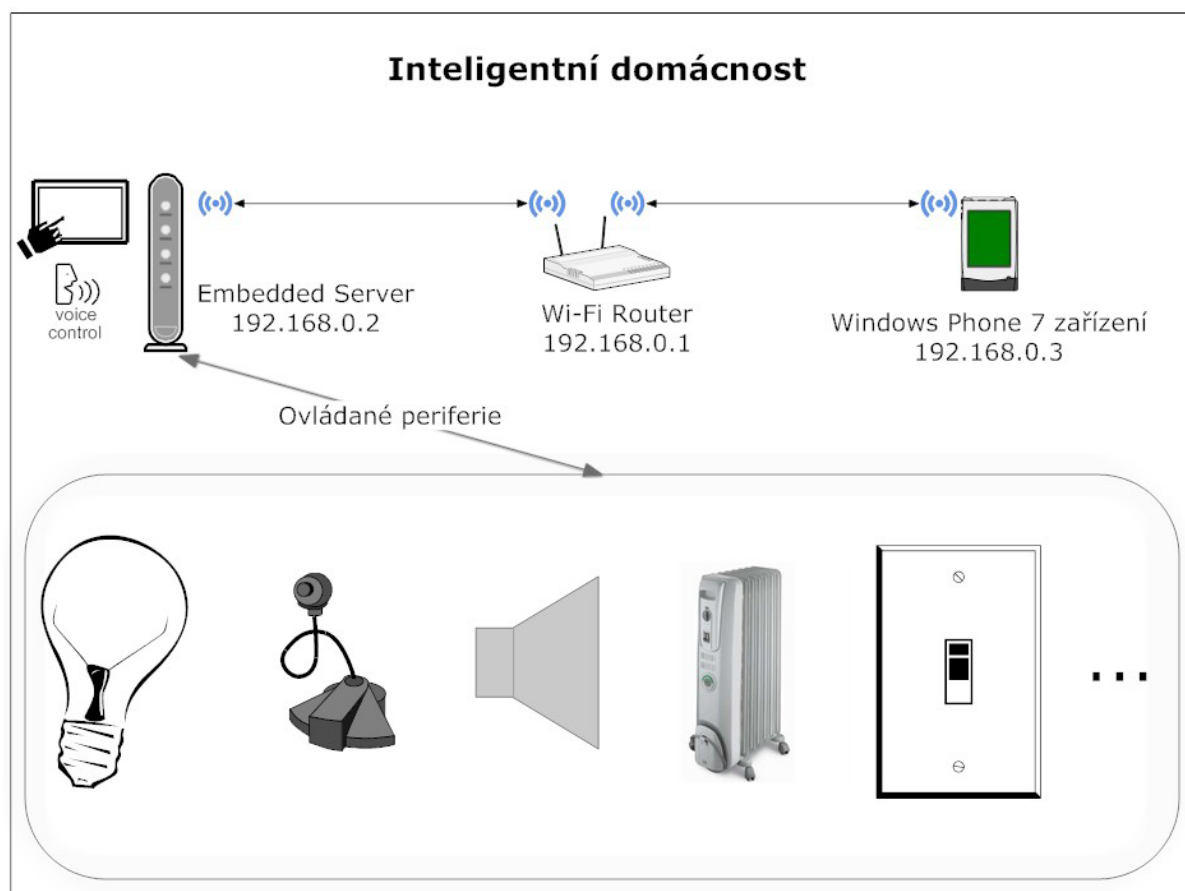 Inteligentní domácnost
voice
control
Embedded Server
192.168.0.2
Wi-Fi Router
192.168.0.1
Windows Phone 7 zařízení
192.168.0.3
Ovládané periferie
...